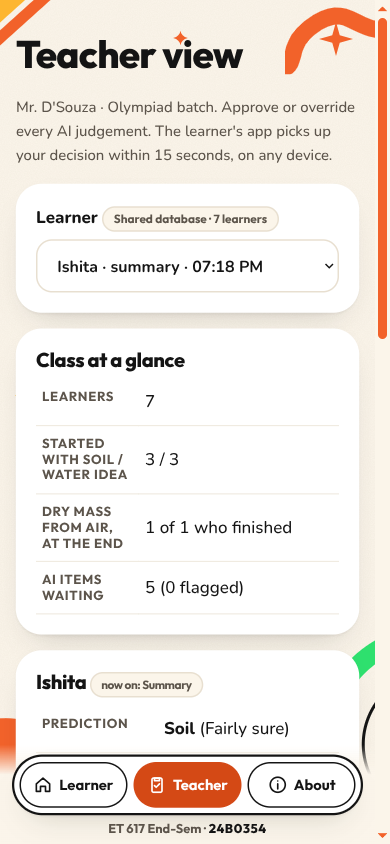 Teacher view
Mr. D'Souza · Olympiad batch. Approve or override
every AI judgement. The learner's app picks up
your decision within 15 seconds, on any device.
Learner Shared database · 7 learners
Ishita · summary · 07:18 PM
Class at a glance
LEARNERS 7
STARTED
WITH SOIL / 3 / 3
WATER IDEA
DRY MASS
FROM AIR, 1 of 1 who finished
AT THE END
AI ITEMS
WAITING 5 (0 flagged)
Ishita now on: Summary
PREDICTION Soil (Fairly sure)
Learner Teacher About
ET 617 End-Sem · 24B0354